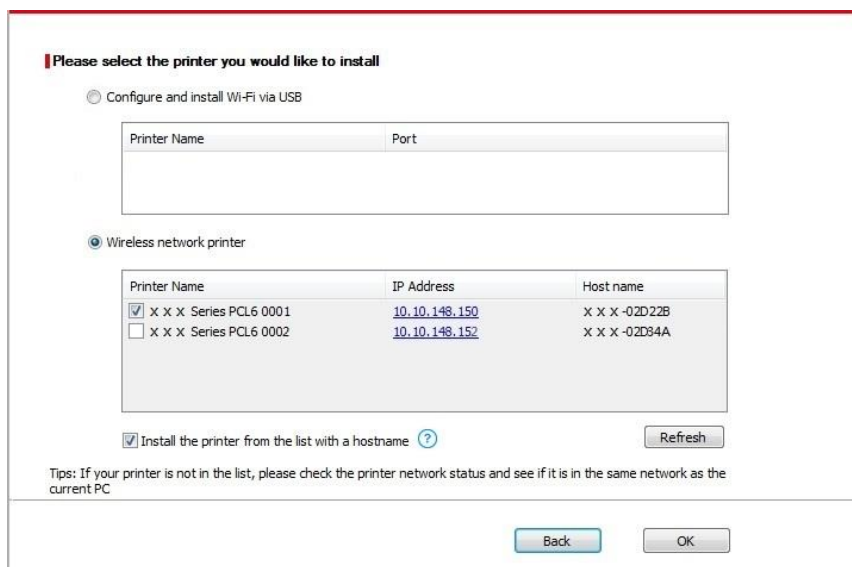 Please select the printer you would like to install
Configure and install Wi-Fi via USB
Printer Name Port
Wireless network printer
Printer Name IP Address Host name
X X X Series PCL6 0001 10.10.148.150 X X X -02D22B
X X X Series PCL6 0002 10.10.148.152 X X X -02D34A
Install the printer from the list with a hostname ? Refresh
Tips: If your printer is not in the list, please check the printer network status and see if it is in the same network as the
current PC
Back OK